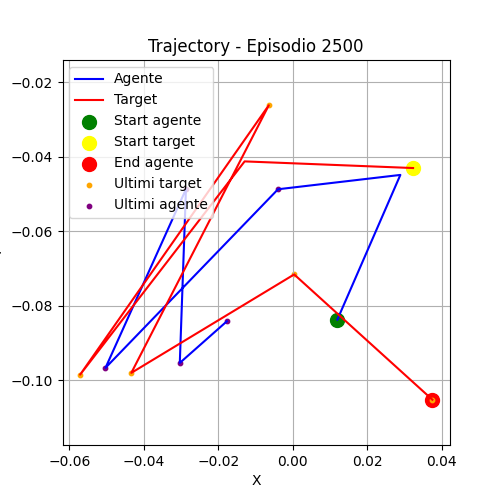 Trajectory - Episodio 2500
Agente
Target
Start agente
Start target
End agente
Ultimi target
Ultimi agente
−0.02
−0.04
−0.06
−0.08
−0.10
−0.06
−0.04
−0.02
0.00
0.02
0.04
X